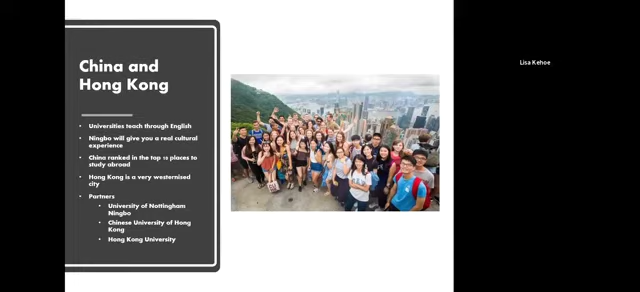 China and
Hong Kong
• Universities teach through English
• Ningbo will give you a real cultural
experience
• China ranked in the top 10 places to
study abroad
• Hong Kong is a very westernised
city
• Partners
• University of Nottingham
Ningbo
• Chinese University of Hong
Kong
• Hong Kong University
Lisa Kehoe